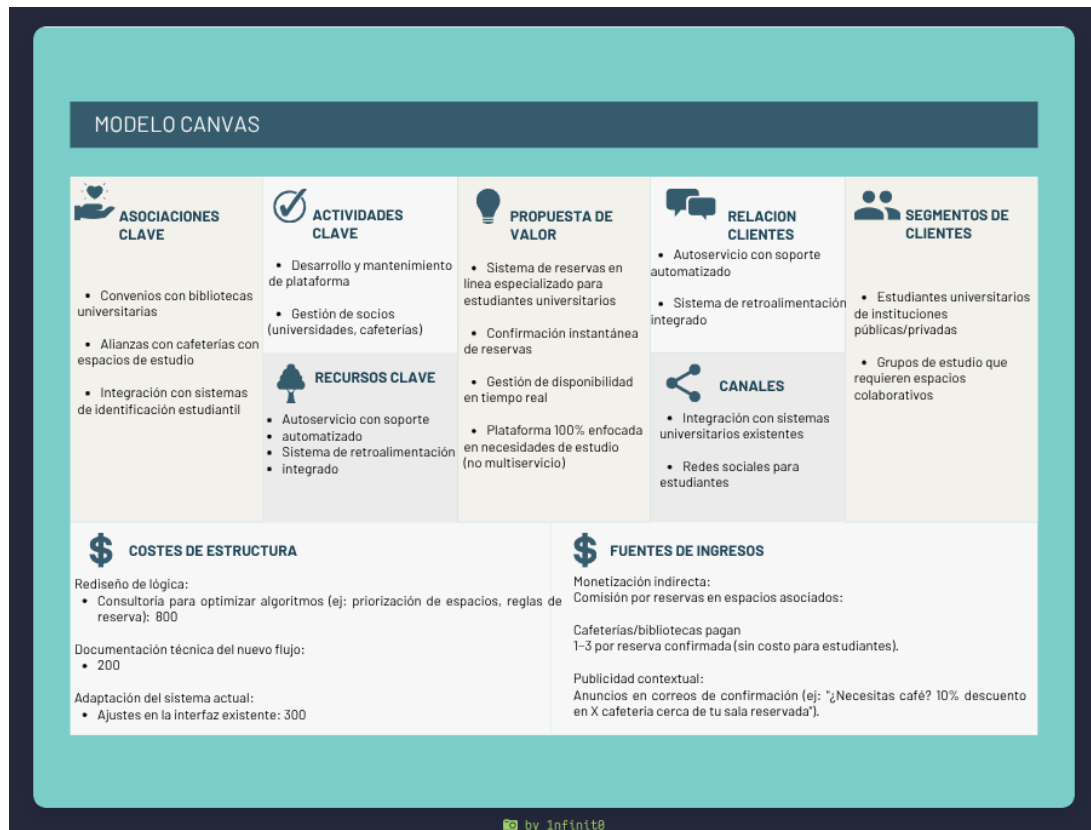 MODELO CANVAS
ASOCIACIONES
CLAVE
• Convenios con bibliotecas
universitarias
• Alianzas con cafeterías con
espacios de estudio
• Integración con sistemas
de identificación estudiantil
ACTIVIDADES
CLAVE
• Desarrollo y mantenimiento
de plataforma
• Gestión de socios
(universidades, cafeterías)
RECURSOS CLAVE
• Autoservicio con soporte
• automatizado
• Sistema de retroalimentación
• integrado
PROPUESTA DE
VALOR
• Sistema de reservas en
línea especializado para
estudiantes universitarios
• Confirmación instantánea
de reservas
• Gestión de disponibilidad
en tiempo real
• Plataforma 100% enfocada
en necesidades de estudio
(no multiservicio)
RELACION
CLIENTES
• Autoservicio con soporte
automatizado
• Sistema de retroalimentación
integrado
CANALES
• Integración con sistemas
universitarios existentes
• Redes sociales para
estudiantes
SEGMENTOS DE
CLIENTES
• Estudiantes universitarios
de instituciones
públicas/privadas
• Grupos de estudio que
requieren espacios
colaborativos
COSTES DE ESTRUCTURA
Rediseño de lógica:
• Consultoría para optimizar algoritmos (ej: priorización de espacios, reglas de
reserva): 800
Documentación técnica del nuevo flujo:
• 200
Adaptación del sistema actual:
• Ajustes en la interfaz existente: 300
FUENTES DE INGRESOS
Monetización indirecta:
Comisión por reservas en espacios asociados:
Cafeterías/bibliotecas pagan
1–3 por reserva confirmada (sin costo para estudiantes).
Publicidad contextual:
Anuncios en correos de confirmación (ej: "¿Necesitas café? 10% descuento
en X cafetería cerca de tu sala reservada").
by 1nfinit0